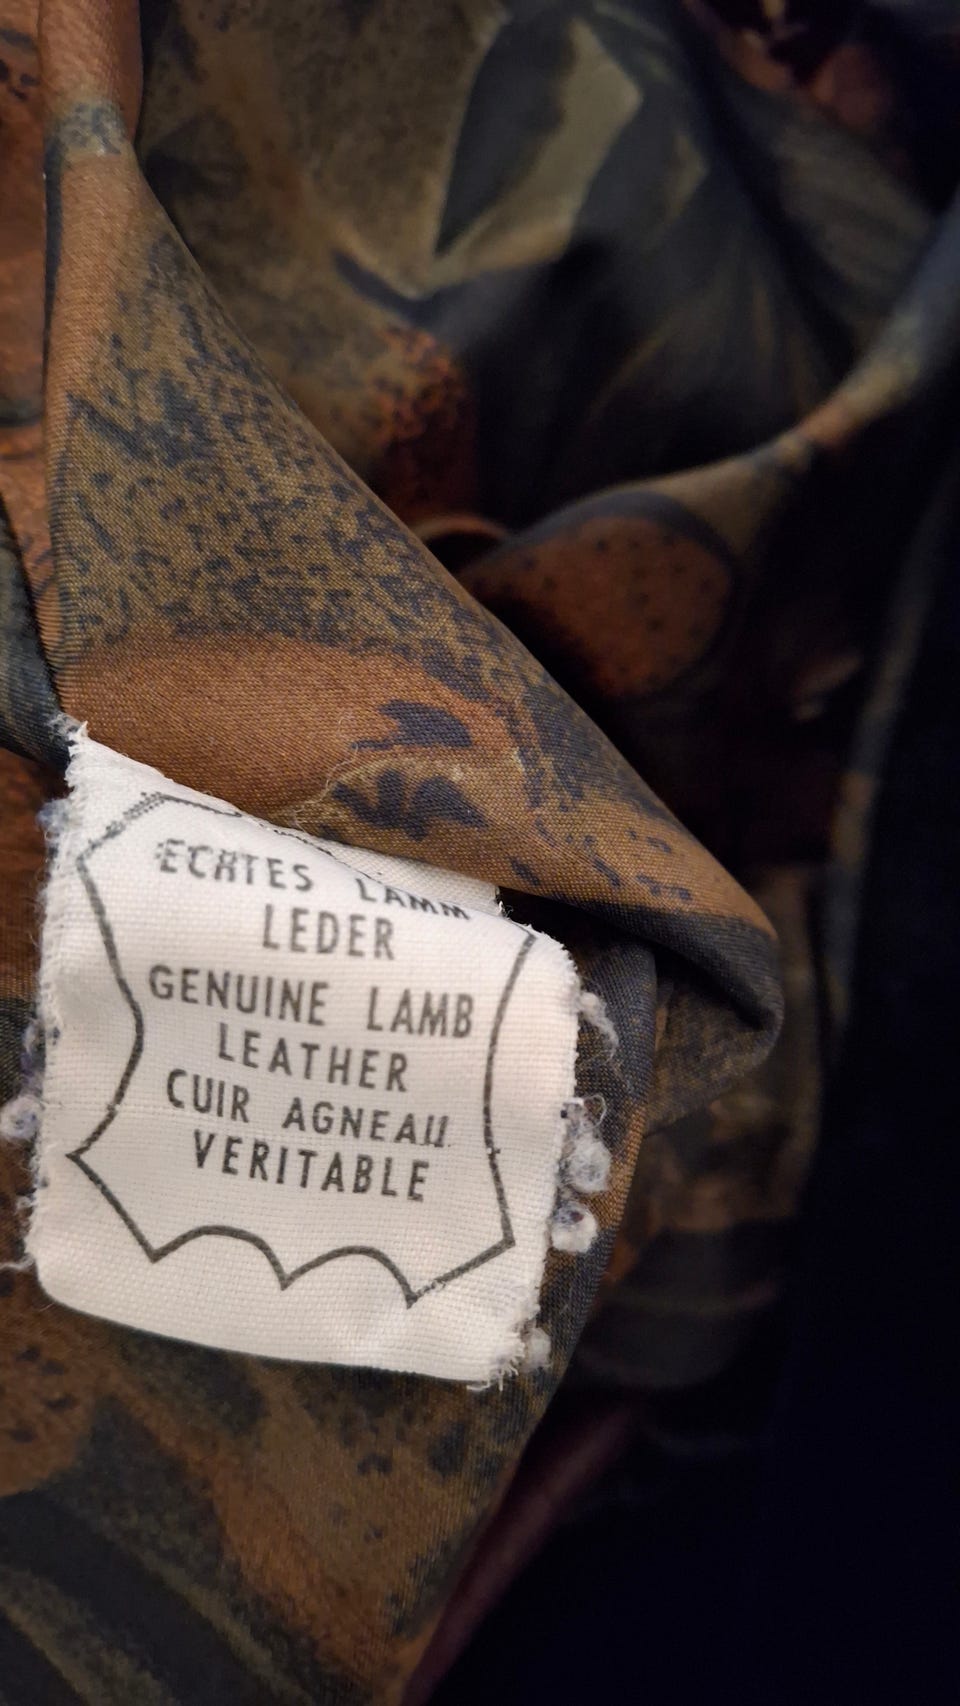 ECHTES LAMM
LEDER
GENUINE LAMB
LEATHER
CUIR AGNEAU
VERITABLE